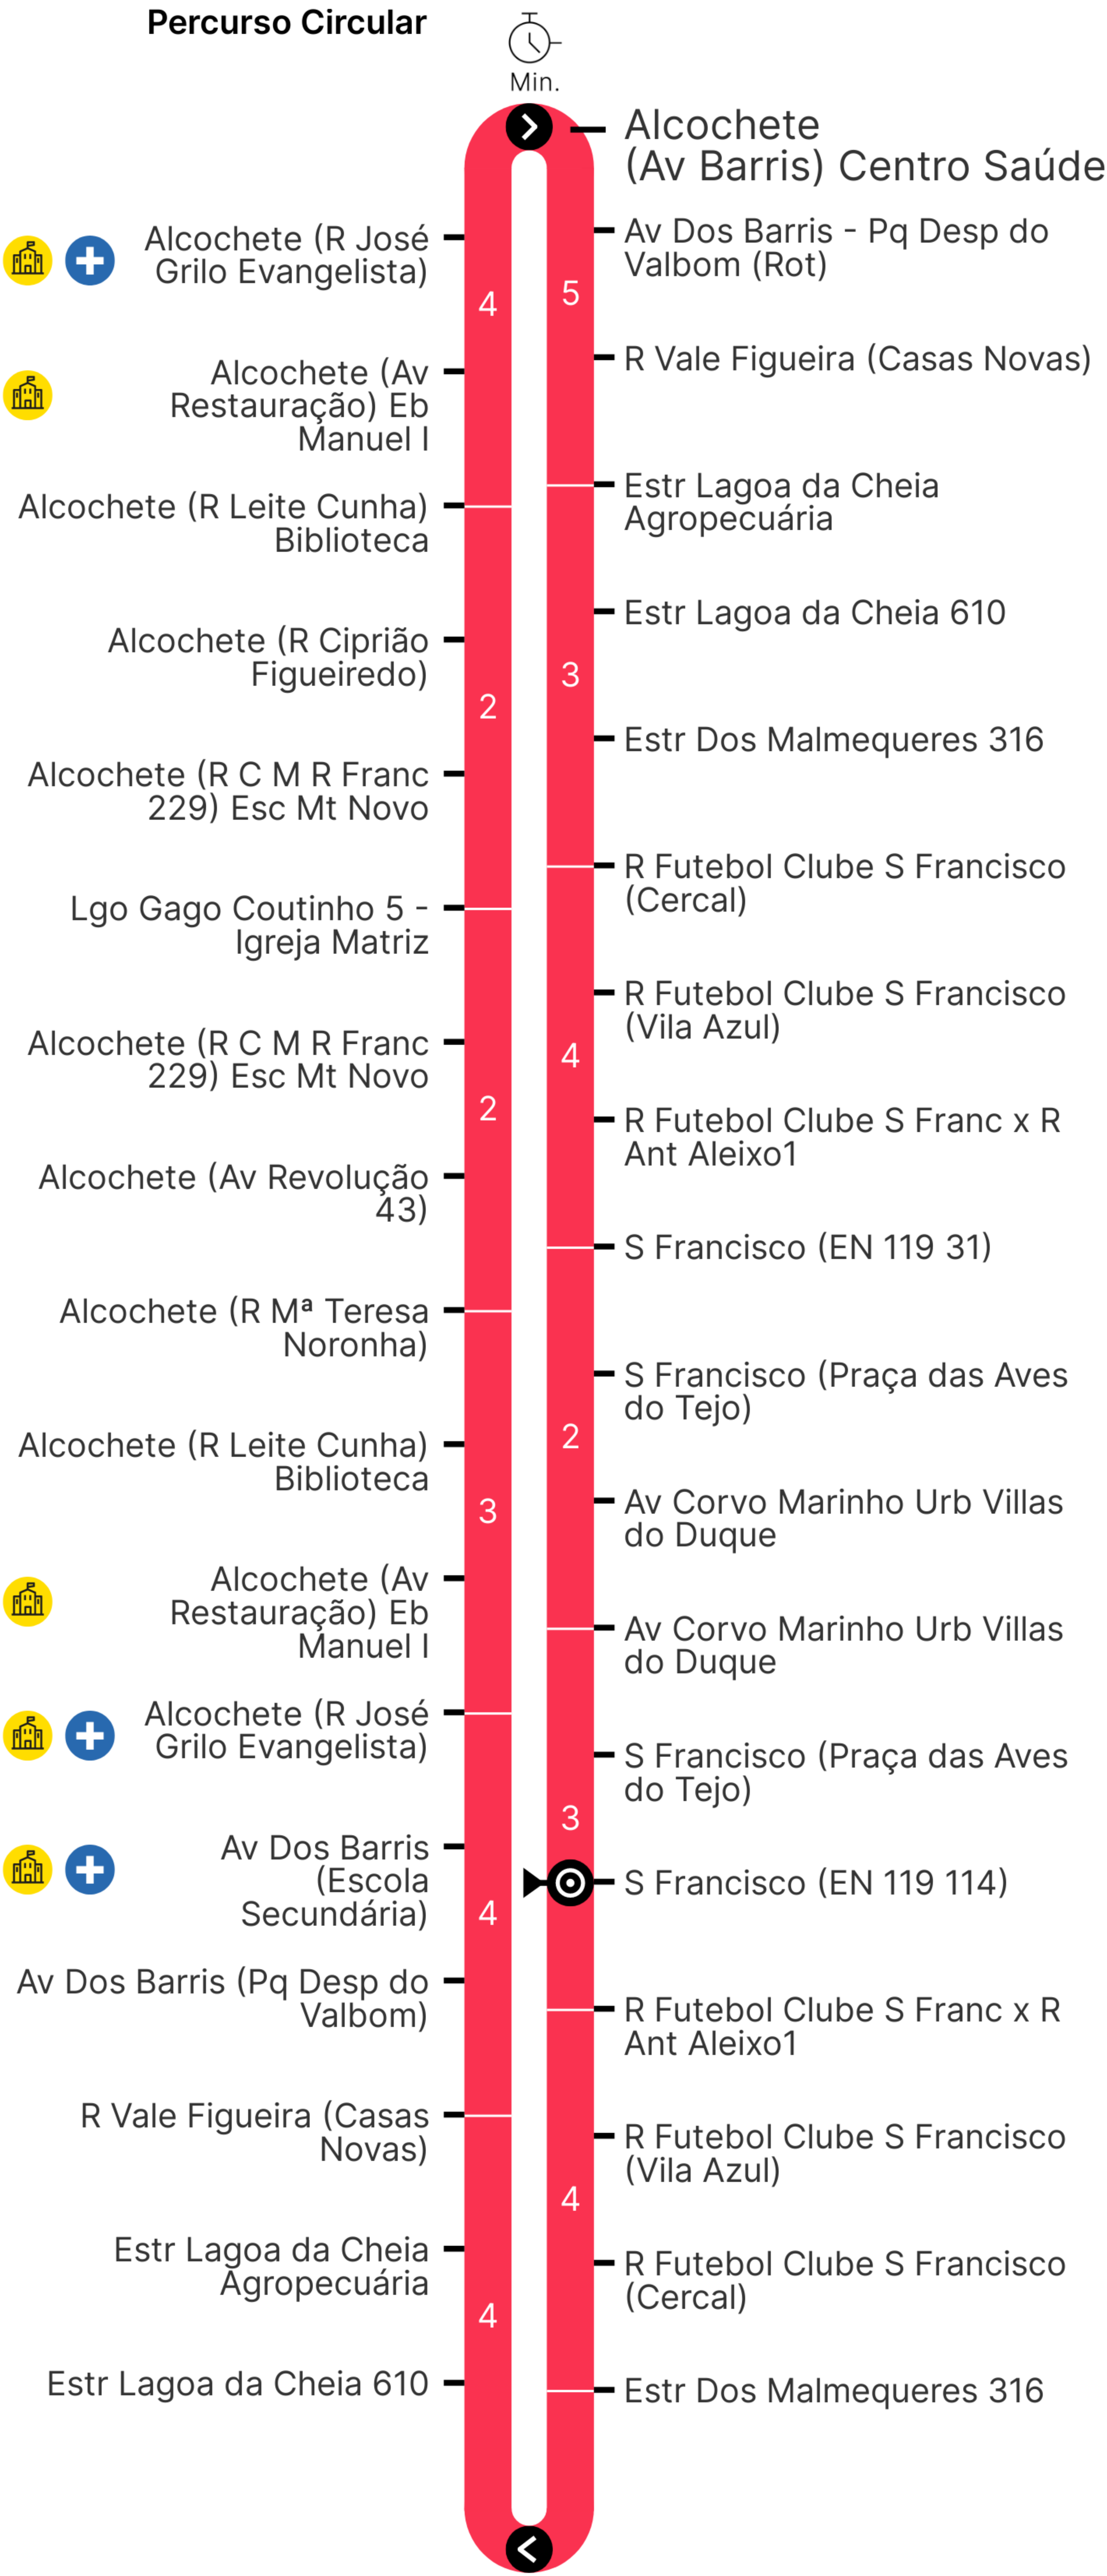 Percurso Circular
Min.
Alcochete
(Av Barris) Centro Saúde
Av Dos Barris - Pq Desp do
Valbom (Rot)
5
R Vale Figueira (Casas Novas)
Estr Lagoa da Cheia
Agropecuária
Estr Lagoa da Cheia 610
3
Estr Dos Malmequeres 316
R Futebol Clube S Francisco
(Cercal)
R Futebol Clube S Francisco
(Vila Azul)
4
R Futebol Clube S Franc x R
Ant Aleixo1
S Francisco (EN 119 31)
S Francisco (Praça das Aves
do Tejo)
2
Av Corvo Marinho Urb Villas
do Duque
Av Corvo Marinho Urb Villas
do Duque
S Francisco (Praça das Aves
do Tejo)
3
S Francisco (EN 119 114)
R Futebol Clube S Franc x R
Ant Aleixo1
R Futebol Clube S Francisco
(Vila Azul)
4
R Futebol Clube S Francisco
(Cercal)
Estr Dos Malmequeres 316
Alcochete (R José
Grilo Evangelista)
4
Alcochete (Av
Restauração) Eb
Manuel I
Alcochete (R Leite Cunha)
Biblioteca
Alcochete (R Ciprião
Figueiredo)
2
Alcochete (R C M R Franc
229) Esc Mt Novo
Lgo Gago Coutinho 5 -
Igreja Matriz
Alcochete (R C M R Franc
229) Esc Mt Novo
2
Alcochete (Av Revolução
43)
Alcochete (R Mª Teresa
Noronha)
Alcochete (R Leite Cunha)
Biblioteca
3
Alcochete (Av
Restauração) Eb
Manuel I
Alcochete (R José
Grilo Evangelista)
Av Dos Barris
(Escola
Secundária)
4
Av Dos Barris (Pq Desp do
Valbom)
R Vale Figueira (Casas
Novas)
Estr Lagoa da Cheia
Agropecuária
4
Estr Lagoa da Cheia 610